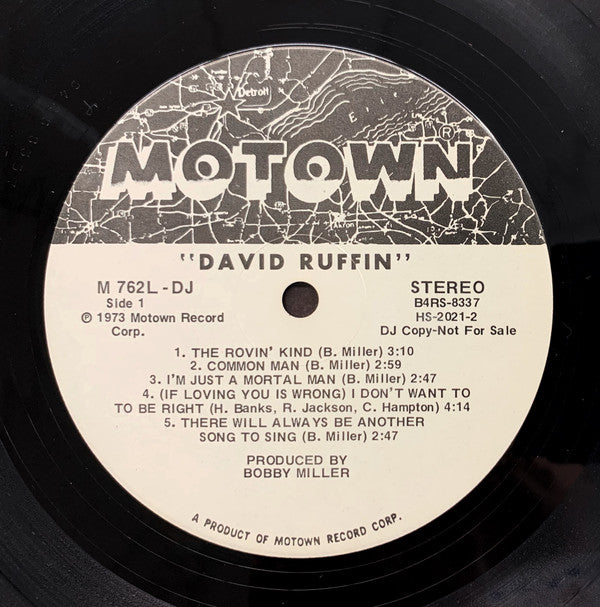 Detroit
Erie
MOTOWN®
Akron
"DAVID RUFFIN"
M 762L - DJ
Side 1
℗ 1973 Motown Record
Corp.
STEREO
B4RS-8337
HS-2021-2
DJ Copy-Not For Sale
1. THE ROVIN' KIND (B. Miller) 3:10
2. COMMON MAN (B. Miller) 2:59
3. I'M JUST A MORTAL MAN (B. Miller) 2:47
4. (IF LOVING YOU IS WRONG) I DON'T WANT TO
TO BE RIGHT (H. Banks, R. Jackson, C. Hampton) 4:14
5. THERE WILL ALWAYS BE ANOTHER
SONG TO SING (B. Miller) 2:47
PRODUCED BY
BOBBY MILLER
A PRODUCT OF MOTOWN RECORD CORP.